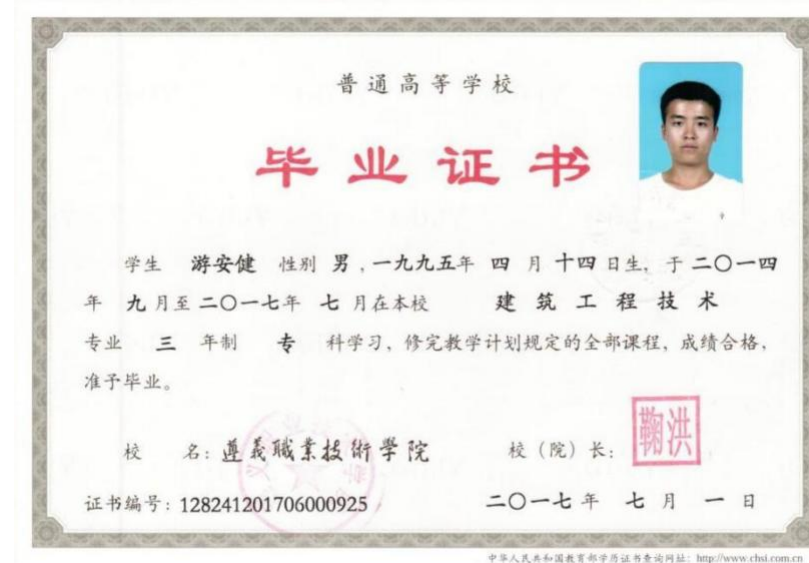 普通高等学校
毕业证书
学生 游安健 性别 男 ,一九九五年 四 月 十四 日生, 于 二〇一四
年 九 月至 二〇一七年 七 月在本校 建筑工程技术
专业 三 年制 专 科学习, 修完教学计划规定的全部课程, 成绩合格,
准予毕业。
校 名: 遵義職業技術學院 校（院）长: 鞠洪
证书编号: 128241201706000925 二〇一七 年 七 月 一 日
中华人民共和国教育部学历证书查询网址: http://www.chsi.com.cn